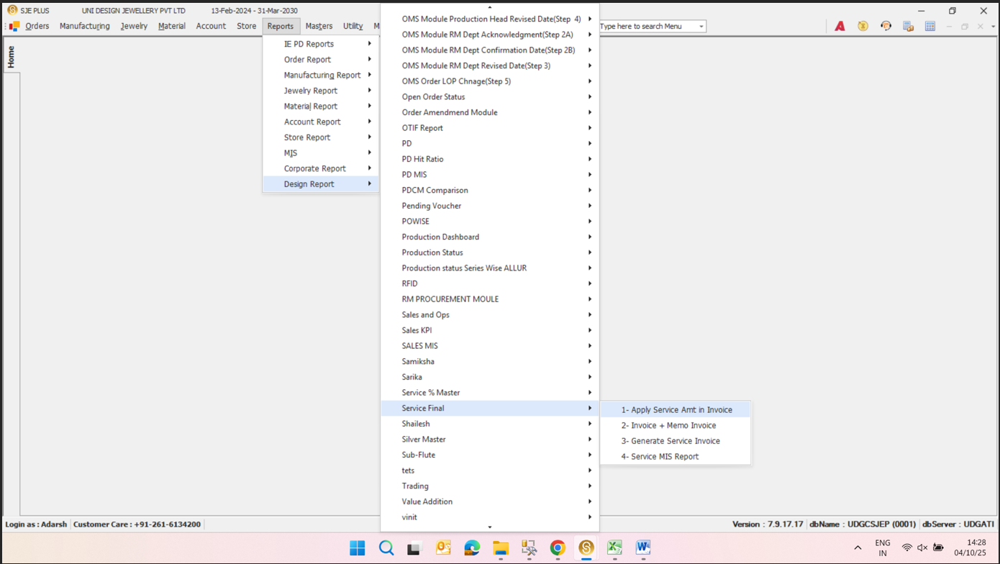 SJE PLUS UNI DESIGN JEWELLERY PVT LTD 13-Feb-2024 - 31-Mar-2030
Orders Manufacturing Jewelry Material Account Store Reports Masters Utility M Type here to search Menu
Home
IE PD Reports
Order Report
Manufacturing Report
Jewelry Report
Material Report
Account Report
Store Report
MIS
Corporate Report
Design Report
OMS Module Production Head Revised Date(Step 4)
OMS Module RM Dept Acknowledgment(Step 2A)
OMS Module RM Dept Confirmation Date(Step 2B)
OMS Module RM Dept Revised Date(Step 3)
OMS Order LOP Chnage(Step 5)
Open Order Status
Order Amendmend Module
OTIF Report
PD
PD Hit Ratio
PD MIS
PDCM Comparison
Pending Voucher
POWISE
Production Dashboard
Production Status
Production status Series Wise ALLUR
RFID
RM PROCUREMENT MOULE
Sales and Ops
Sales KPI
SALES MIS
Samiksha
Sarika
Service % Master
Service Final
Shailesh
Silver Master
Sub-Flute
tets
Trading
Value Addition
vinit
1- Apply Service Amt in Invoice
2- Invoice + Memo Invoice
3- Generate Service Invoice
4- Service MIS Report
Login as : Adarsh Customer Care : +91-261-6134200 Version : 7.9.17.17 dbName : UDGCSJEP (0001) dbServer : UDGATI
ENG
IN
14:28
04/10/25